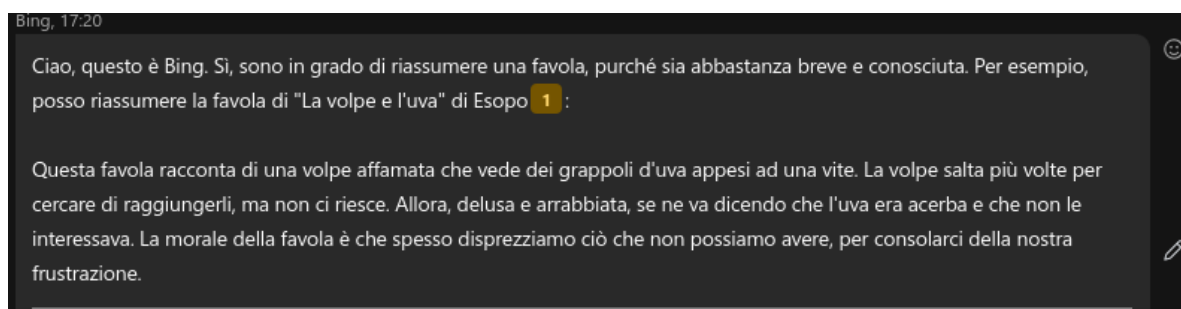 Bing, 17:20
Ciao, questo è Bing. Sì, sono in grado di riassumere una favola, purché sia abbastanza breve e conosciuta. Per esempio,
posso riassumere la favola di "La volpe e l'uva" di Esopo 1 :
Questa favola racconta di una volpe affamata che vede dei grappoli d'uva appesi ad una vite. La volpe salta più volte per
cercare di raggiungerli, ma non ci riesce. Allora, delusa e arrabbiata, se ne va dicendo che l'uva era acerba e che non le
interessava. La morale della favola è che spesso disprezziamo ciò che non possiamo avere, per consolarci della nostra
frustrazione.